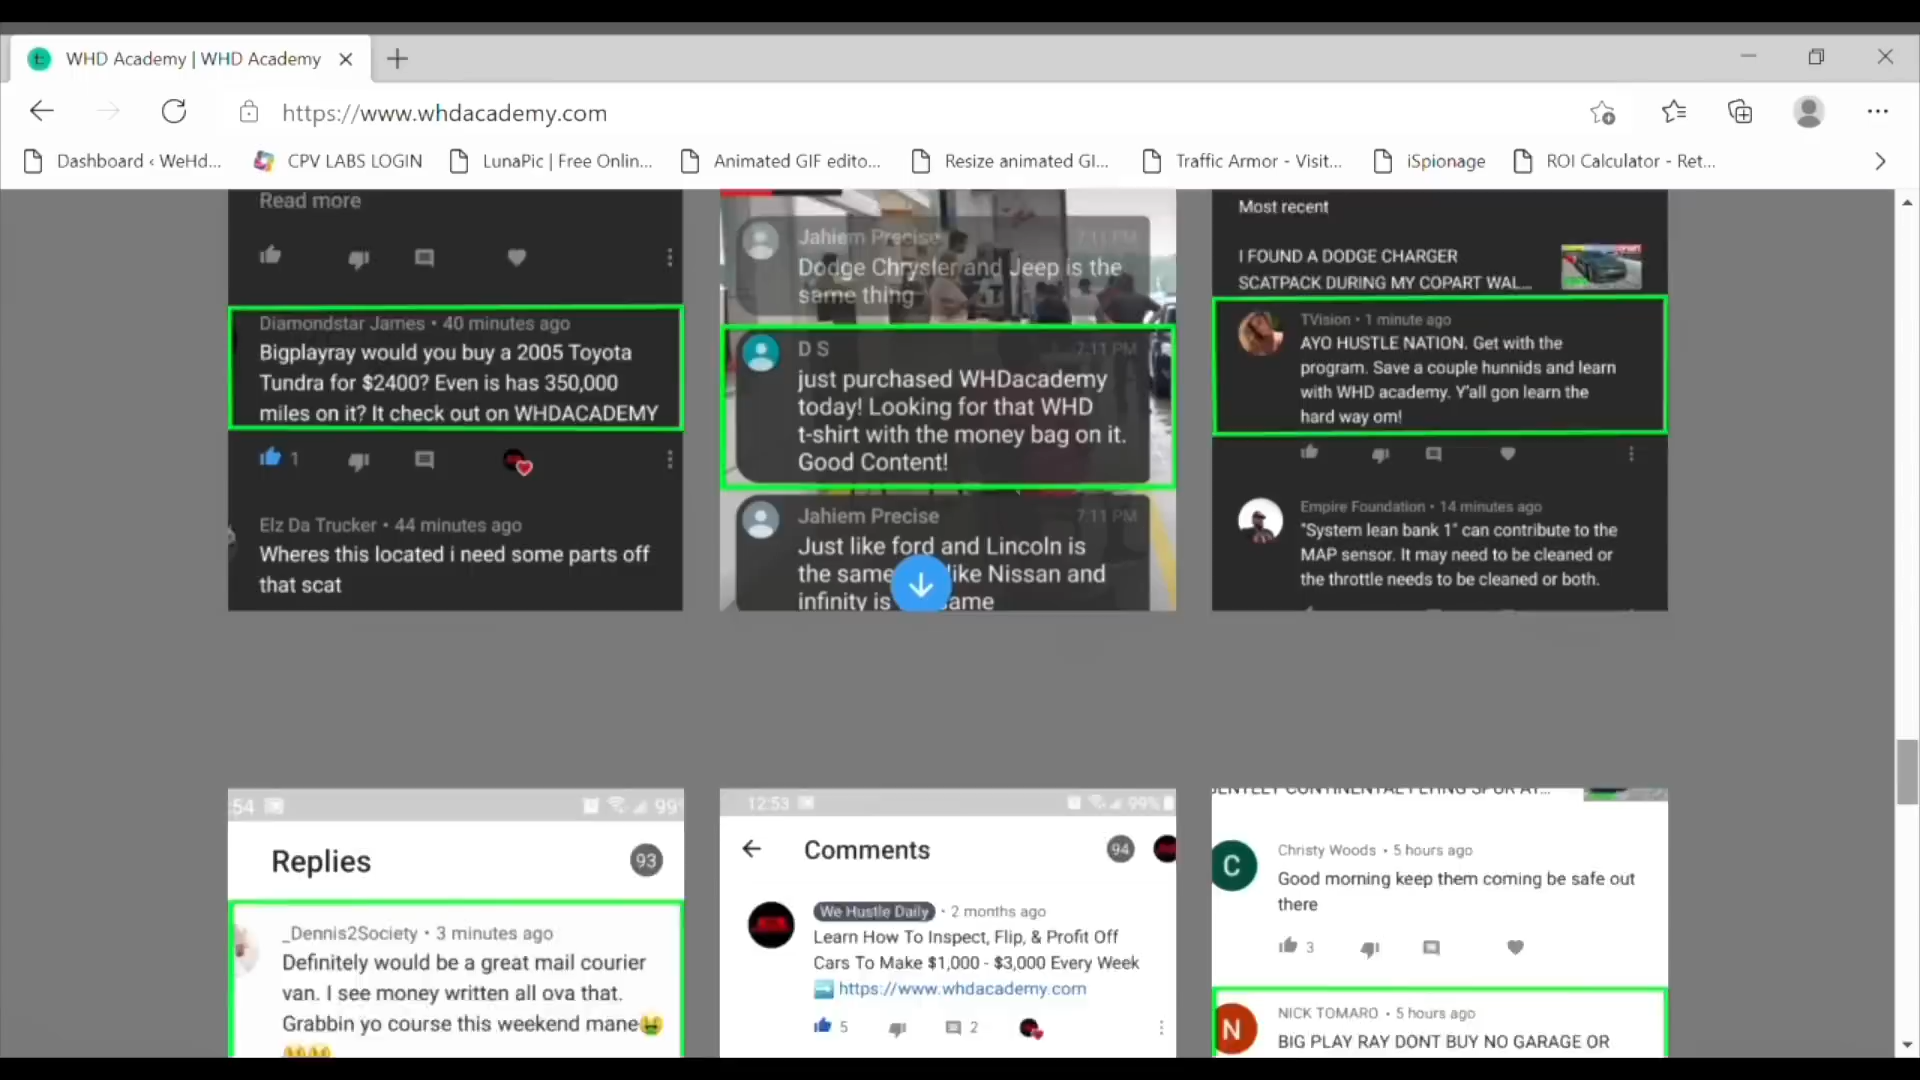 WHD Academy | WHD Academy
https://www.whdacademy.com
Dashboard ‹ WeHd...
CPV LABS LOGIN
LunaPic | Free Onlin...
Animated GIF edito...
Resize animated GI...
Traffic Armor - Visit...
iSpionage
ROI Calculator - Ret...
Read more
Diamondstar James • 40 minutes ago
Bigplayray would you buy a 2005 Toyota
Tundra for $2400? Even is has 350,000
miles on it? It check out on WHDACADEMY
1
Elz Da Trucker • 44 minutes ago
Wheres this located i need some parts off
that scat
Jahiem Precise 7:11 PM
Dodge Chrysler and Jeep is the
same thing
D S 7:11 PM
just purchased WHDacademy
today! Looking for that WHD
t-shirt with the money bag on it.
Good Content!
Jahiem Precise 7:11 PM
Just like ford and Lincoln is
the same like Nissan and
infinity is ame
Most recent
I FOUND A DODGE CHARGER
SCATPACK DURING MY COPART WAL...
TVision • 1 minute ago
AYO HUSTLE NATION. Get with the
program. Save a couple hunnids and learn
with WHD academy. Y'all gon learn the
hard way om!
Empire Foundation • 14 minutes ago
"System lean bank 1" can contribute to the
MAP sensor. It may need to be cleaned or
the throttle needs to be cleaned or both.
:54 99
Replies 93
_Dennis2Society • 3 minutes ago
Definitely would be a great mail courier
van. I see money written all ova that.
Grabbin yo course this weekend mane🤑
🤑🤑
12:53 99%
Comments 94
We Hustle Daily • 2 months ago
Learn How To Inspect, Flip, & Profit Off
Cars To Make $1,000 - $3,000 Every Week
➡️ https://www.whdacademy.com
5 2
C
Christy Woods • 5 hours ago
Good morning keep them coming be safe out
there
3
N
NICK TOMARO • 5 hours ago
BIG PLAY RAY DONT BUY NO GARAGE OR